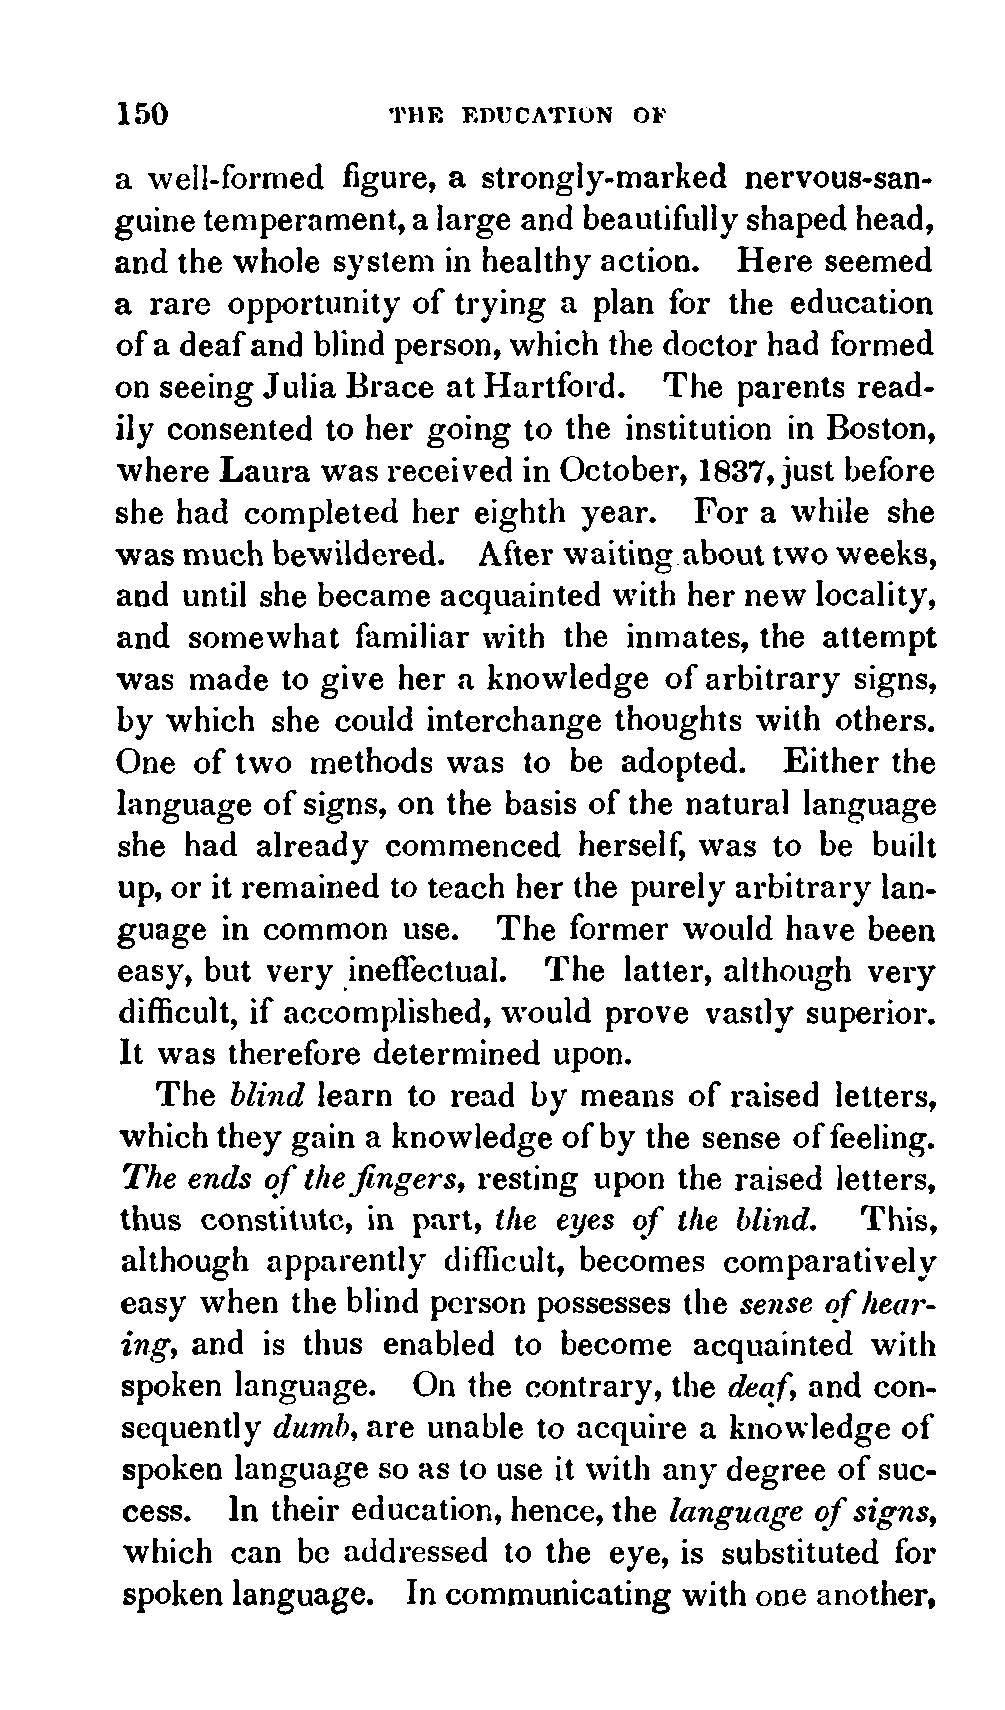 150 THE EDUCATION OF
a well-formed figure, a strongly-marked nervous-san-
guine temperament, a large and beautifully shaped head,
and the whole system in healthy action. Here seemed
a rare opportunity of trying a plan for the education
of a deaf and blind person, which the doctor had formed
on seeing Julia Brace at Hartford. The parents read-
ily consented to her going to the institution in Boston,
where Laura was received in October, 1837, just before
she had completed her eighth year. For a while she
was much bewildered. After waiting about two weeks,
and until she became acquainted with her new locality,
and somewhat familiar with the inmates, the attempt
was made to give her a knowledge of arbitrary signs,
by which she could interchange thoughts with others.
One of two methods was to be adopted. Either the
language of signs, on the basis of the natural language
she had already commenced herself, was to be built
up, or it remained to teach her the purely arbitrary lan-
guage in common use. The former would have been
easy, but very ineffectual. The latter, although very
difficult, if accomplished, would prove vastly superior.
It was therefore determined upon.
The blind learn to read by means of raised letters,
which they gain a knowledge of by the sense of feeling.
The ends of the fingers, resting upon the raised letters,
thus constitute, in part, the eyes of the blind. This,
although apparently difficult, becomes comparatively
easy when the blind person possesses the sense of hear-
ing, and is thus enabled to become acquainted with
spoken language. On the contrary, the deaf, and con-
sequently dumb, are unable to acquire a knowledge of
spoken language so as to use it with any degree of suc-
cess. In their education, hence, the language of signs,
which can be addressed to the eye, is substituted for
spoken language. In communicating with one another,